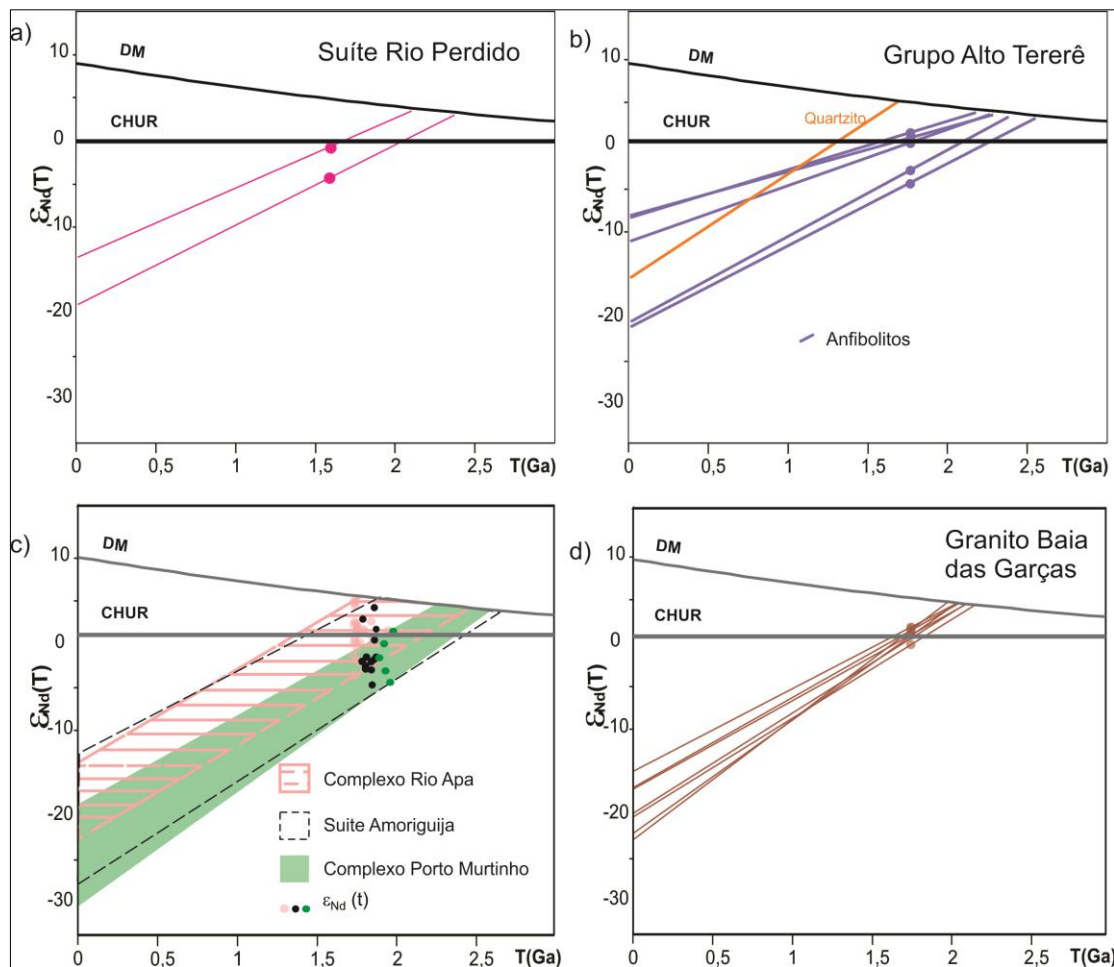 a)
Suíte Rio Perdido
DM
CHUR
10
0
-10
-20
-30
εNd(T)
0 0,5 1 1,5 2 2,5 T(Ga)
b)
Grupo Alto Tererê
DM
CHUR
Quartzito
Anfibolitos
10
0
-10
-20
-30
εNd(T)
0 0,5 1 1,5 2 2,5 T(Ga)
c)
DM
CHUR
10
0
-10
-20
-30
εNd(T)
Complexo Rio Apa
Suite Amoriguija
Complexo Porto Murtinho
εNd (t)
0 0,5 1 1,5 2 2,5 T(Ga)
d)
Granito Baia
das Garças
DM
CHUR
10
0
-10
-20
-30
εNd(T)
0 0,5 1 1,5 2 2,5 T(Ga)